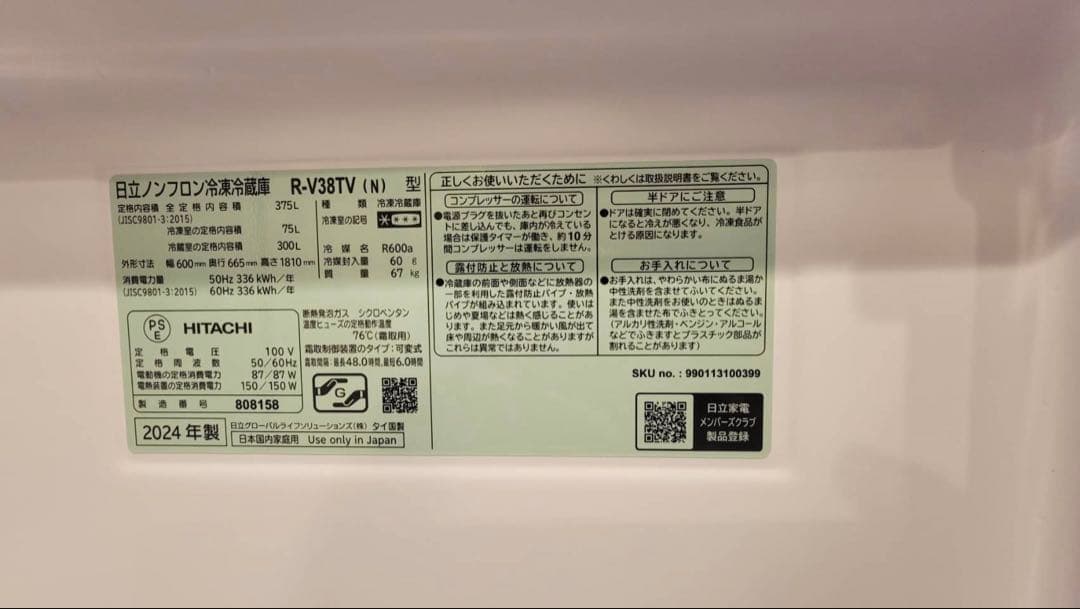 日立ノンフロン冷凍冷蔵庫 R-V38TV (N) 型
定格内容積 全定格内容積 375L
(JISC9801-3:2015)
冷凍室の定格内容積 75L
冷蔵室の定格内容積 300L
外形寸法 幅600mm 奥行665mm 高さ1810mm
消費電力量 50Hz 336 kWh/年
(JISC9801-3:2015) 60Hz 336 kWh/年
種類 冷凍冷蔵庫
冷凍室の記号
冷媒名 R600a
冷媒封入量 60 g
質量 67 kg
PS
E
HITACHI
定格電圧 100 V
定格周波数 50/60Hz
電動機の定格消費電力 87/87 W
電熱装置の定格消費電力 150/150 W
製造番号 808158
断熱発泡ガス シクロペンタン
温度ヒューズの定格動作温度
76℃(霜取用)
霜取制御装置のタイプ:可変式
霜取間隔:最長48.0時間,最短6.0時間
G
2024 年製
日立グローバルライフソリューションズ(株) タイ国製
日本国内家庭用 Use only in Japan
正しくお使いいただくために ※くわしくは取扱説明書をご覧ください。
コンプレッサーの運転について
●電源プラグを抜いたあと再びコンセン
トに差し込んでも、庫内が冷えている
場合は保護タイマーが働き、約10分
間コンプレッサーは運転をしません。
露付防止と放熱について
●冷蔵庫の前面や側面などに放熱器の
一部を利用した露付防止パイプ・放熱
パイプが組み込まれています。使いは
じめや夏場などは熱く感じることがあ
ります。また足元から暖かい風が出て
床や周辺が熱くなることがありますが
これらは異常ではありません。
半ドアにご注意
●ドアは確実に閉めてください。半ドア
になると冷えが悪くなり、冷凍食品が
とける原因になります。
お手入れについて
●お手入れは、やわらかい布にぬるま湯か
中性洗剤を含ませてふいてください。
また中性洗剤をお使いのときはぬるま
湯を含ませた布でふきとってください。
(アルカリ性洗剤・ベンジン・アルコール
などでふきますとプラスチック部品が
割れることがあります)
SKU no. : 990113100399
日立家電
メンバーズクラブ
製品登録